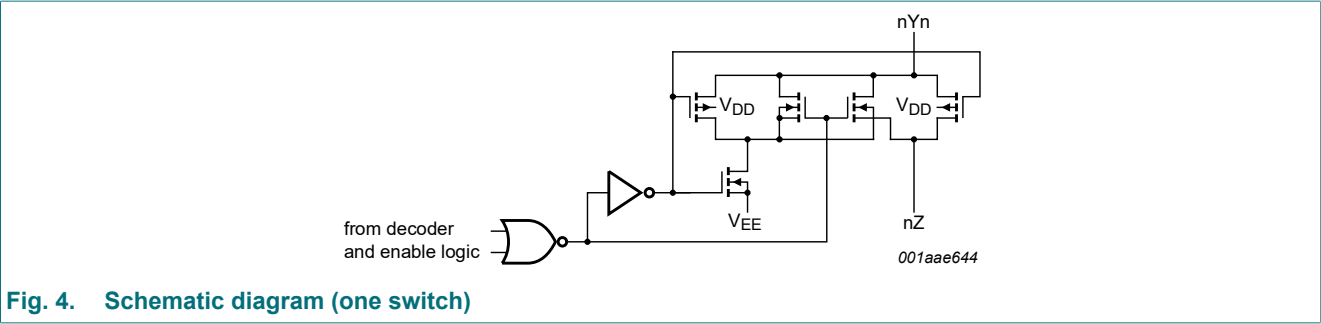 nYn
VDD
VDD
VEE
from decoder
and enable logic
nZ
001aae644
Fig. 4. Schematic diagram (one switch)